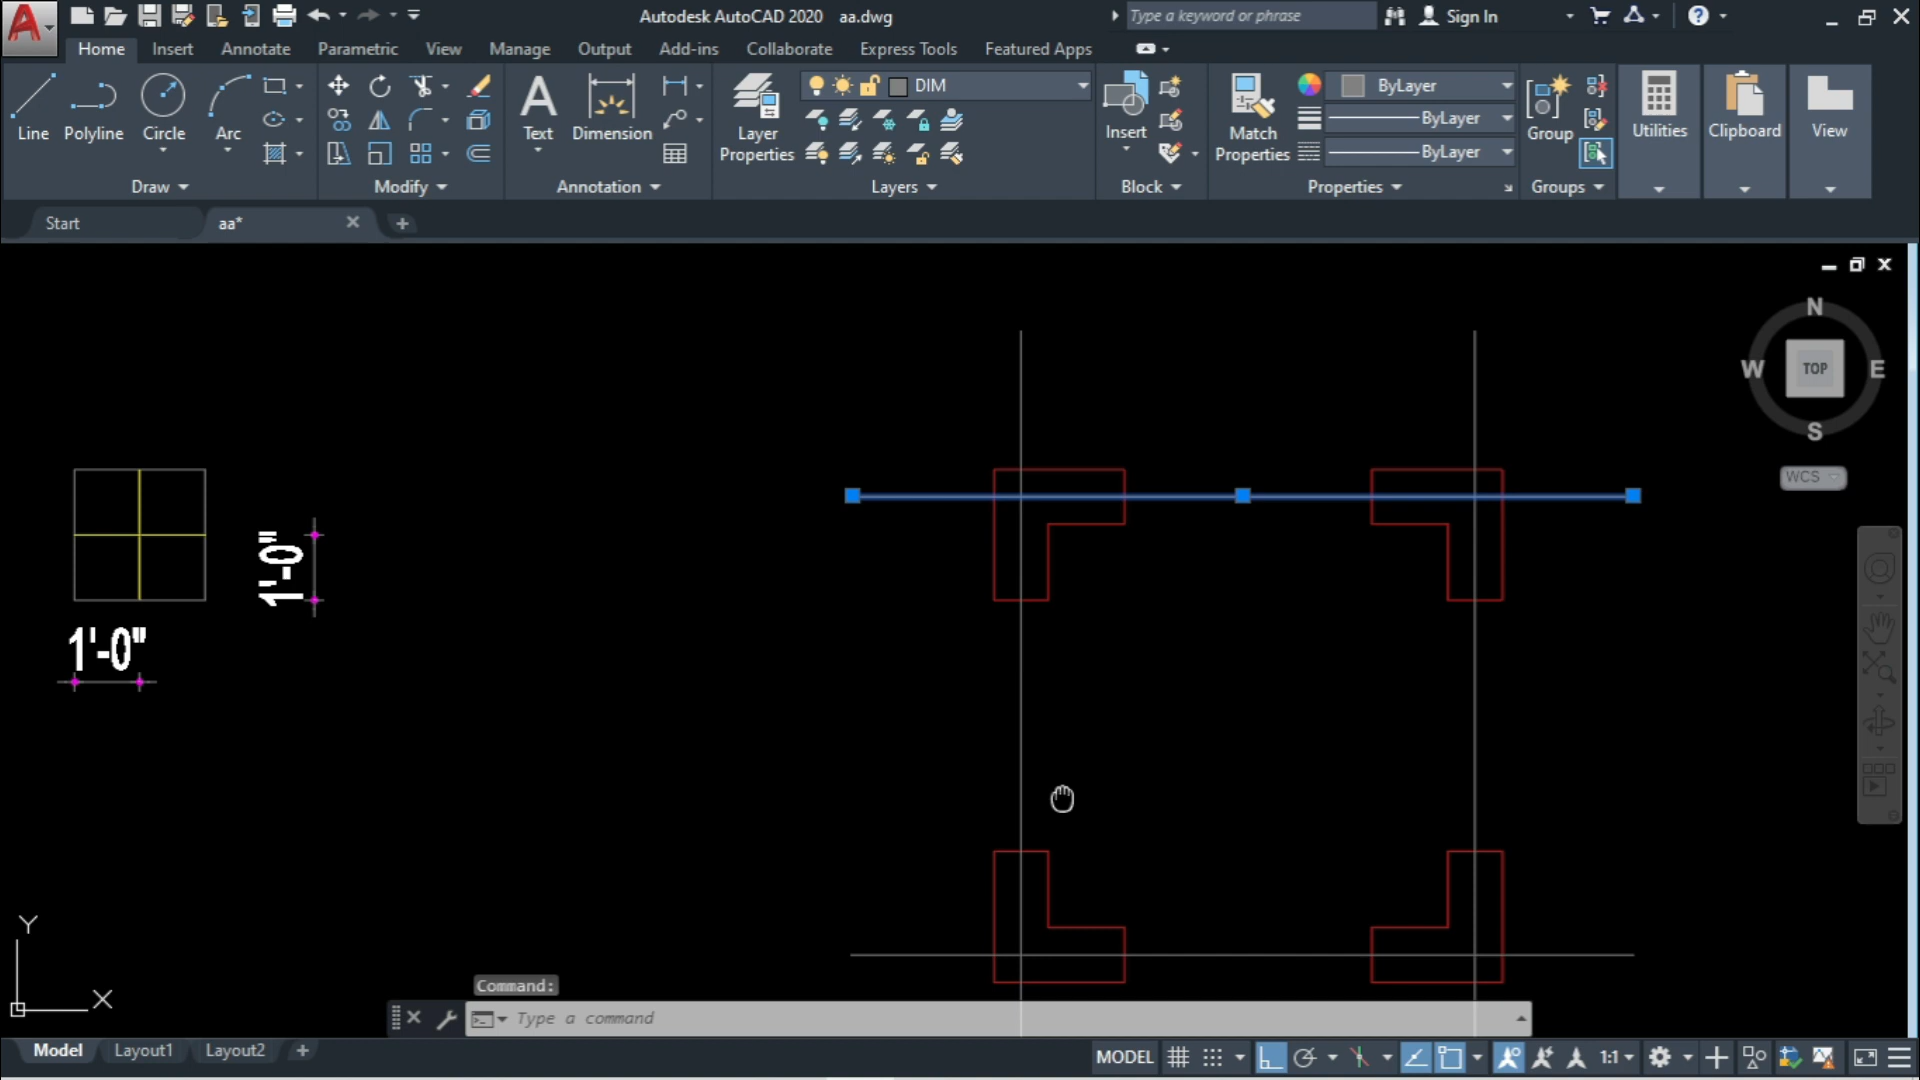 Autodesk AutoCAD 2020 aa.dwg
Type a keyword or phrase
Sign In
Home Insert Annotate Parametric View Manage Output Add-ins Collaborate Express Tools Featured Apps
Line Polyline Circle Arc
Text Dimension
Layer Properties
DIM
Insert
Match Properties
ByLayer
ByLayer
ByLayer
Group
Utilities Clipboard View
Draw Modify Annotation Layers Block Properties Groups
Start aa*
N
W TOP E
S
WCS
1'-0"
1'-0"
Y
X
Command:
Type a command
Model Layout1 Layout2
MODEL 1:1